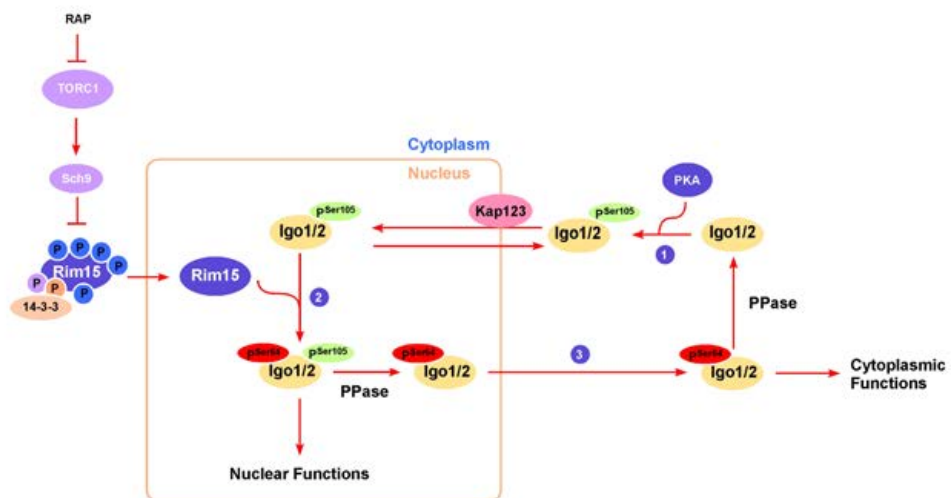 RAP
TORC1
Sch9
P
P
P
P
P
P
P
Rim15
14-3-3
Cytoplasm
Nucleus
PKA
Kap123
pSer105
Igo1/2
pSer105
Igo1/2
Igo1/2
1
Rim15
2
PPase
pSer64
pSer105
Igo1/2
PPase
pSer64
Igo1/2
3
pSer64
Igo1/2
Cytoplasmic
Functions
Nuclear Functions